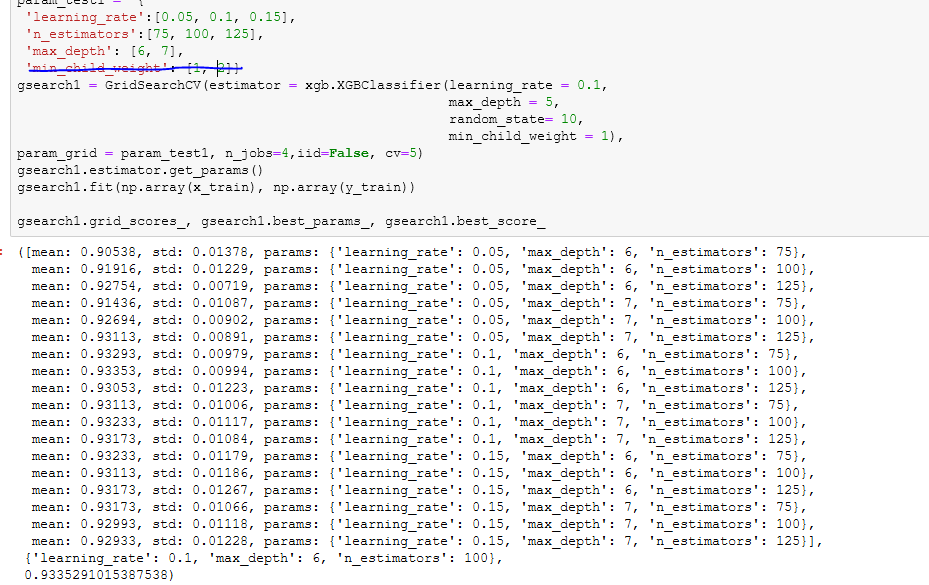 param_test1 = {
'learning_rate':[0.05, 0.1, 0.15],
'n_estimators':[75, 100, 125],
'max_depth': [6, 7],
'min_child_weight': [1, 2]}
gsearch1 = GridSearchCV(estimator = xgb.XGBClassifier(learning_rate = 0.1,
max_depth = 5,
random_state= 10,
min_child_weight = 1),
param_grid = param_test1, n_jobs=4,iid=False, cv=5)
gsearch1.estimator.get_params()
gsearch1.fit(np.array(x_train), np.array(y_train))
gsearch1.grid_scores_, gsearch1.best_params_, gsearch1.best_score_
([mean: 0.90538, std: 0.01378, params: {'learning_rate': 0.05, 'max_depth': 6, 'n_estimators': 75},
mean: 0.91916, std: 0.01229, params: {'learning_rate': 0.05, 'max_depth': 6, 'n_estimators': 100},
mean: 0.92754, std: 0.00719, params: {'learning_rate': 0.05, 'max_depth': 6, 'n_estimators': 125},
mean: 0.91436, std: 0.01087, params: {'learning_rate': 0.05, 'max_depth': 7, 'n_estimators': 75},
mean: 0.92694, std: 0.00902, params: {'learning_rate': 0.05, 'max_depth': 7, 'n_estimators': 100},
mean: 0.93113, std: 0.00891, params: {'learning_rate': 0.05, 'max_depth': 7, 'n_estimators': 125},
mean: 0.93293, std: 0.00979, params: {'learning_rate': 0.1, 'max_depth': 6, 'n_estimators': 75},
mean: 0.93353, std: 0.00994, params: {'learning_rate': 0.1, 'max_depth': 6, 'n_estimators': 100},
mean: 0.93053, std: 0.01223, params: {'learning_rate': 0.1, 'max_depth': 6, 'n_estimators': 125},
mean: 0.93113, std: 0.01006, params: {'learning_rate': 0.1, 'max_depth': 7, 'n_estimators': 75},
mean: 0.93233, std: 0.01117, params: {'learning_rate': 0.1, 'max_depth': 7, 'n_estimators': 100},
mean: 0.93173, std: 0.01084, params: {'learning_rate': 0.1, 'max_depth': 7, 'n_estimators': 125},
mean: 0.93233, std: 0.01179, params: {'learning_rate': 0.15, 'max_depth': 6, 'n_estimators': 75},
mean: 0.93113, std: 0.01186, params: {'learning_rate': 0.15, 'max_depth': 6, 'n_estimators': 100},
mean: 0.93173, std: 0.01267, params: {'learning_rate': 0.15, 'max_depth': 6, 'n_estimators': 125},
mean: 0.93173, std: 0.01066, params: {'learning_rate': 0.15, 'max_depth': 7, 'n_estimators': 75},
mean: 0.92993, std: 0.01118, params: {'learning_rate': 0.15, 'max_depth': 7, 'n_estimators': 100},
mean: 0.92933, std: 0.01228, params: {'learning_rate': 0.15, 'max_depth': 7, 'n_estimators': 125}],
{'learning_rate': 0.1, 'max_depth': 6, 'n_estimators': 100},
0.9335291015387538)